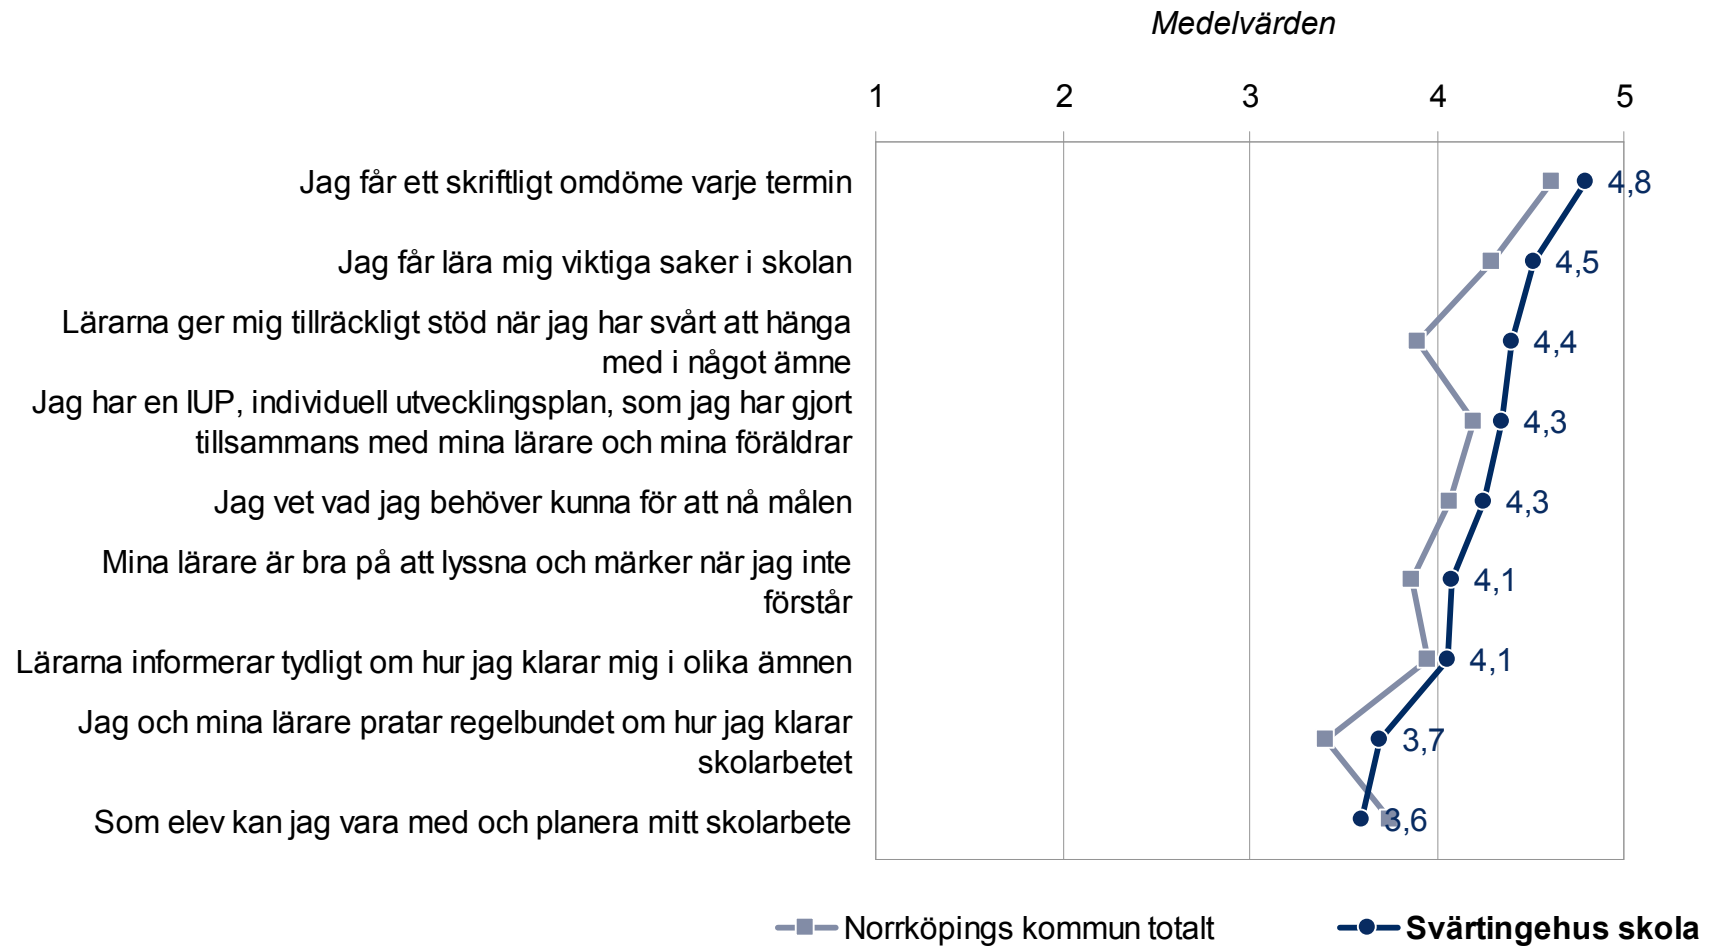 Medelvärden
1 2 3 4 5
Jag får ett skriftligt omdöme varje termin 4,8
Jag får lära mig viktiga saker i skolan 4,5
Lärarna ger mig tillräckligt stöd när jag har svårt att hänga
med i något ämne 4,4
Jag har en IUP, individuell utvecklingsplan, som jag har gjort
tillsammans med mina lärare och mina föräldrar 4,3
Jag vet vad jag behöver kunna för att nå målen 4,3
Mina lärare är bra på att lyssna och märker när jag inte
förstår 4,1
Lärarna informerar tydligt om hur jag klarar mig i olika ämnen 4,1
Jag och mina lärare pratar regelbundet om hur jag klarar
skolarbetet 3,7
Som elev kan jag vara med och planera mitt skolarbete 3,6
Norrköpings kommun totalt Svärtingehus skola